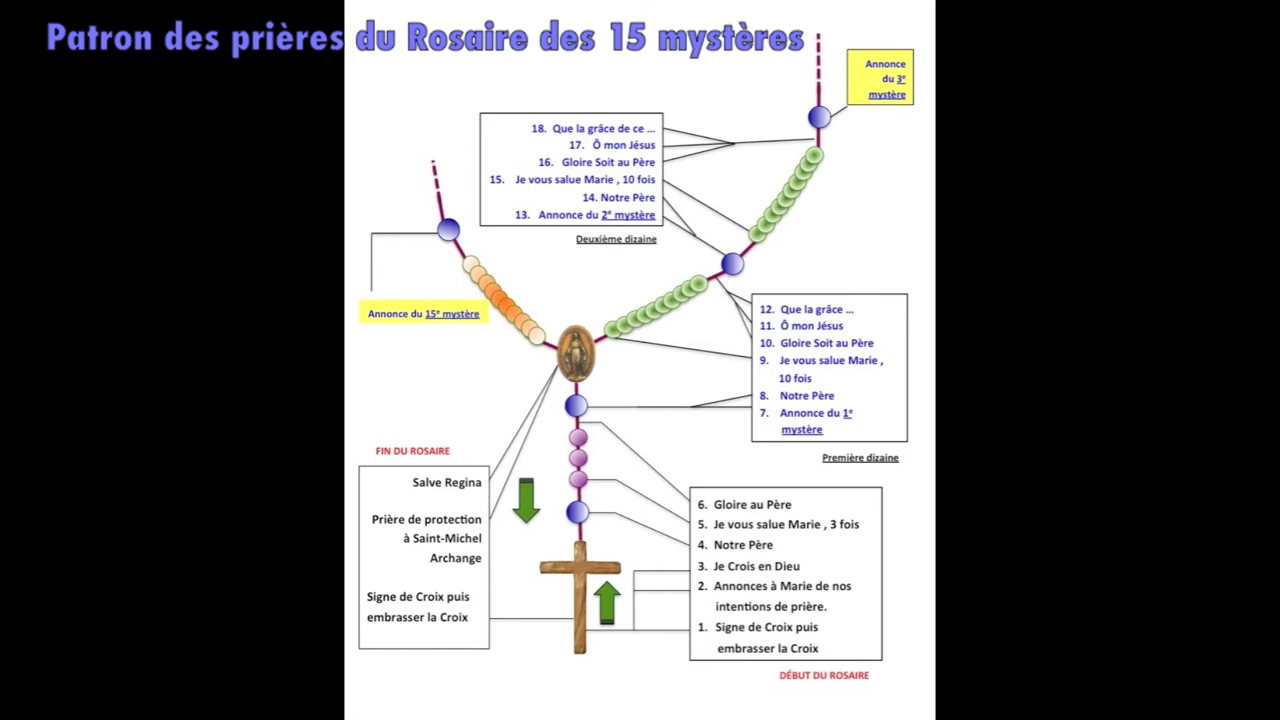 Patron des prières du Rosaire des 15 mystères
Annonce
du 3e
mystère
18. Que la grâce de ce ...
17. Ô mon Jésus
16. Gloire Soit au Père
15. Je vous salue Marie , 10 fois
14. Notre Père
13. Annonce du 2e mystère
Deuxième dizaine
Annonce du 15e mystère
12. Que la grâce ...
11. Ô mon Jésus
10. Gloire Soit au Père
9. Je vous salue Marie ,
10 fois
8. Notre Père
7. Annonce du 1e
mystère
Première dizaine
FIN DU ROSAIRE
Salve Regina
Prière de protection
à Saint-Michel
Archange
Signe de Croix puis
embrasser la Croix
6. Gloire au Père
5. Je vous salue Marie , 3 fois
4. Notre Père
3. Je Crois en Dieu
2. Annonces à Marie de nos
intentions de prière.
1. Signe de Croix puis
embrasser la Croix
DÉBUT DU ROSAIRE